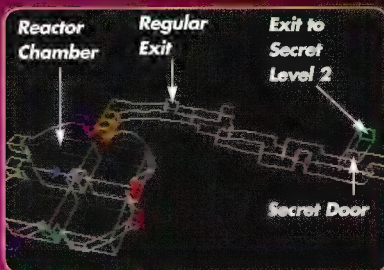 Reactor
Chamber
Regular
Exit
Exit to
Secret
Level 2
Secret Door